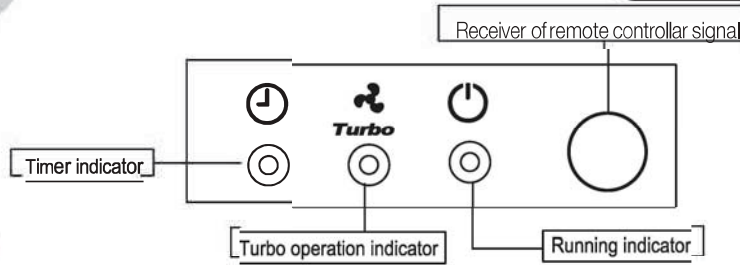 Receiver of remote controllar signal
Turbo
Timer indicator
Turbo operation indicator
Running indicator